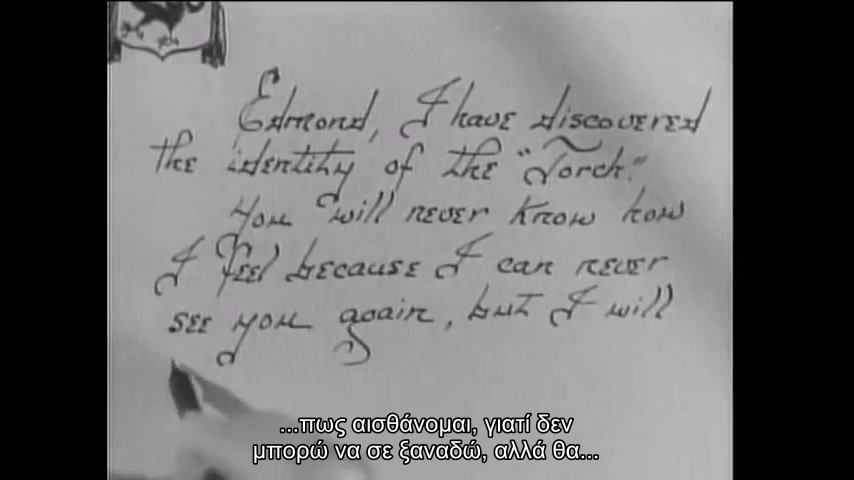 Edmond, I have discovered
the identity of the "Torch."
You will never know how
I feel because I can never
see you again, but I will
...πως αισθάνομαι, γιατί δεν
μπορώ να σε ξαναδώ, αλλά θα...